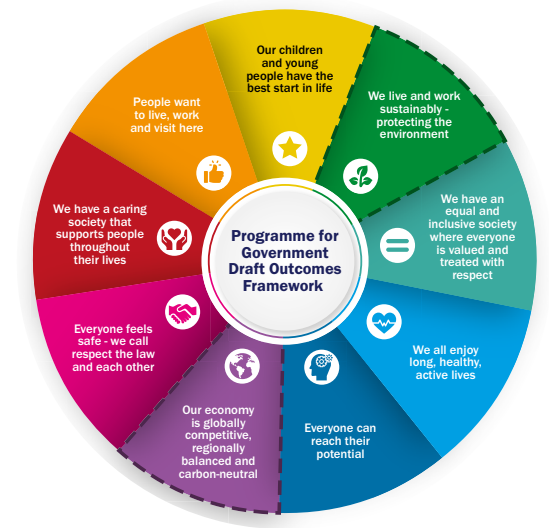 Our children
and young
people have the
best start in life
We live and work
sustainably -
protecting the
environment
We have an
equal and
inclusive society
where everyone
is valued and
treated with
respect
We all enjoy
long, healthy,
active lives
Everyone can
reach their
potential
Our economy
is globally
competitive,
regionally
balanced and
carbon-neutral
Everyone feels
safe - we call
respect the law
and each other
We have a caring
society that
supports people
throughout
their lives
People want
to live, work
and visit here
Programme for
Government
Draft Outcomes
Framework